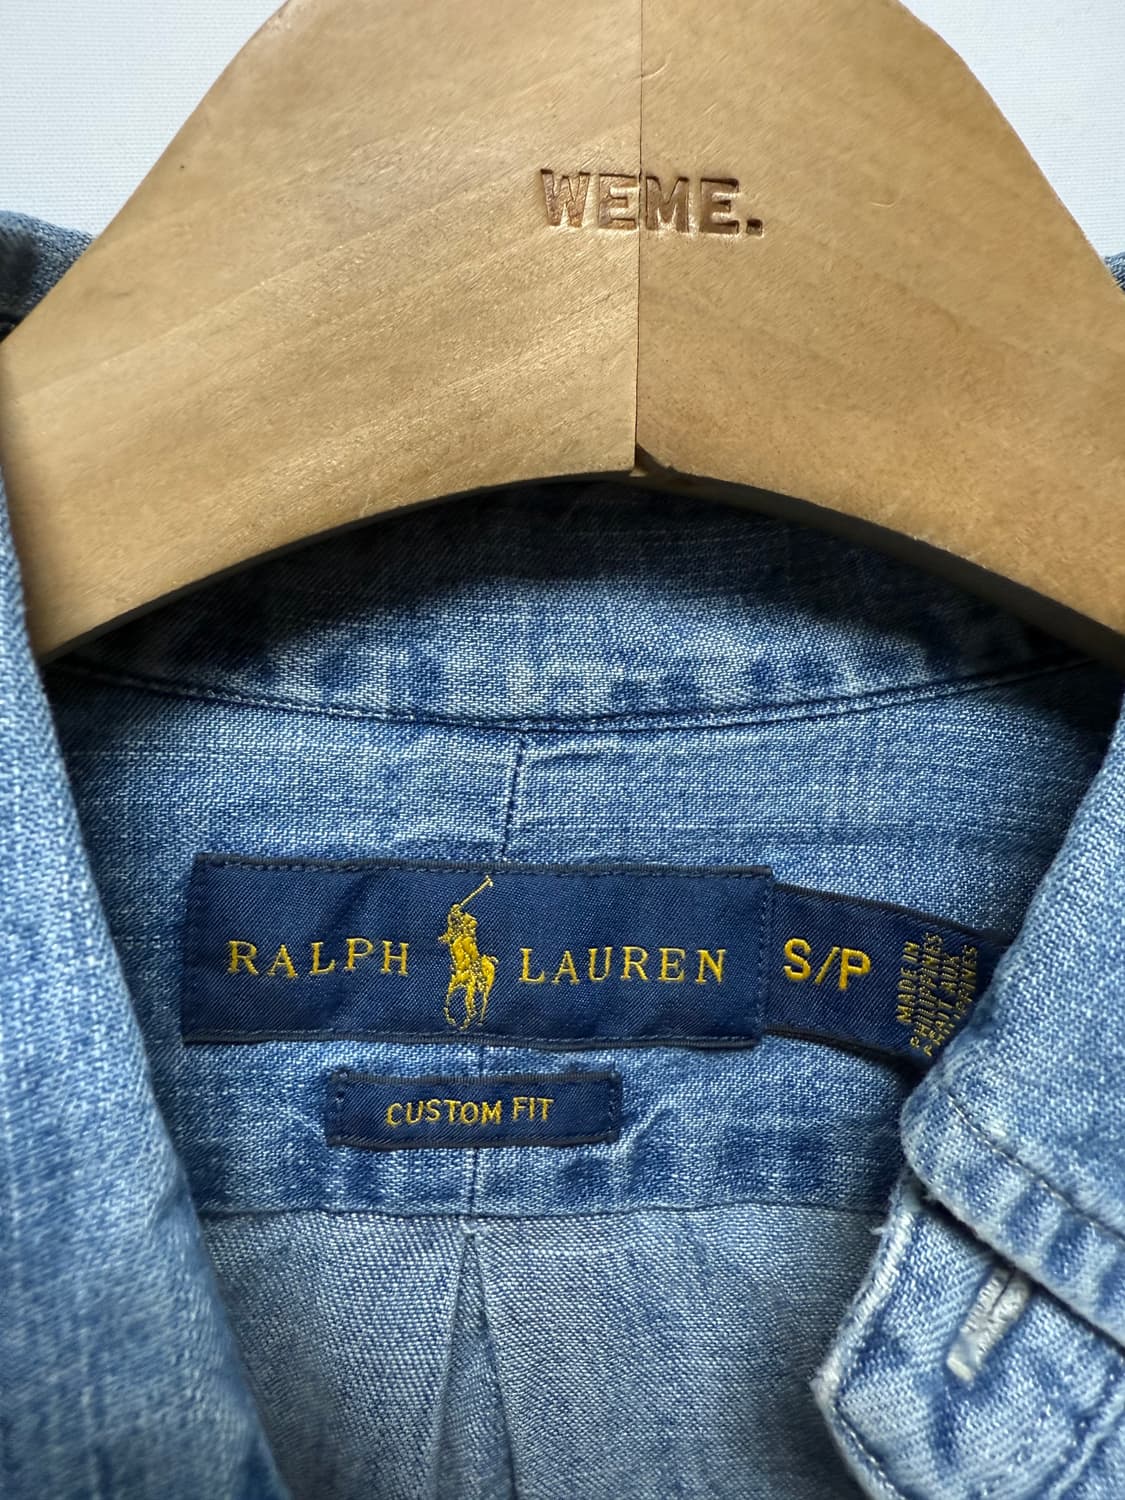 WEME.
RALPH LAUREN
S/P
MADE IN
PHILIPPINES
FAIT AUX
PHILIPPINES
CUSTOM FIT